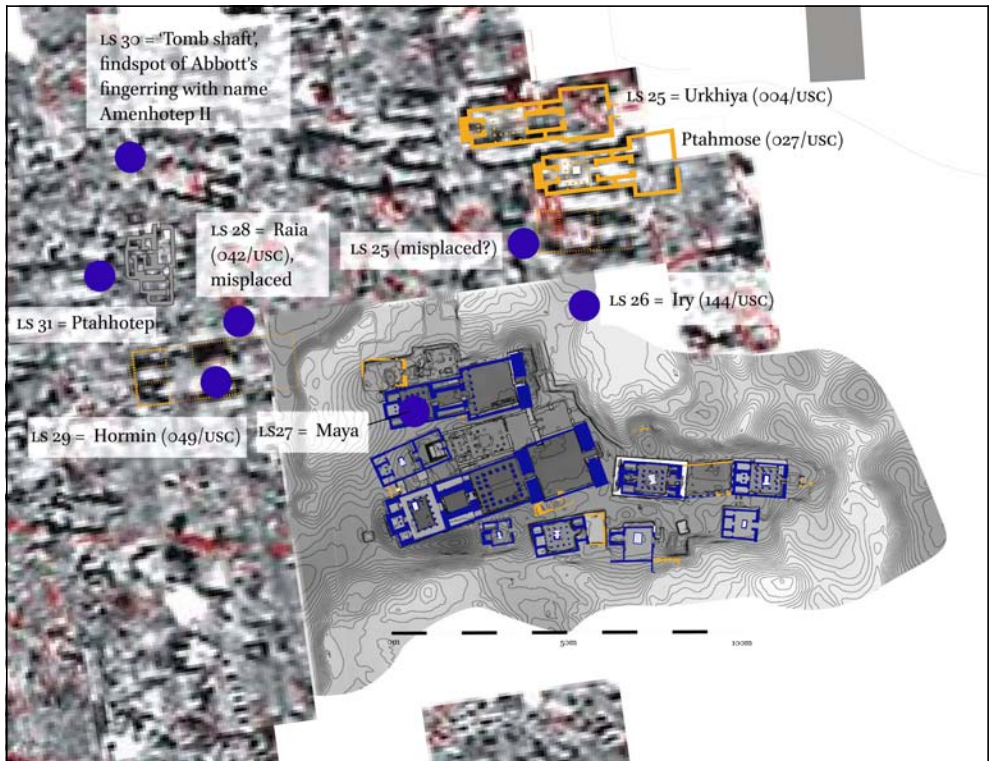 LS 30 = ‘Tomb shaft’,
findspot of Abbott’s
fingerring with name
Amenhotep II
LS 25 = Urkhiya (004/USC)
Ptahmose (027/USC)
LS 28 = Raia
(042/USC),
misplaced
LS 25 (misplaced?)
LS 26 = Iry (144/USC)
LS 31 = Ptahhotep
LS 29 = Hormin (049/USC)
LS27 = Maya
0m
50m
100m